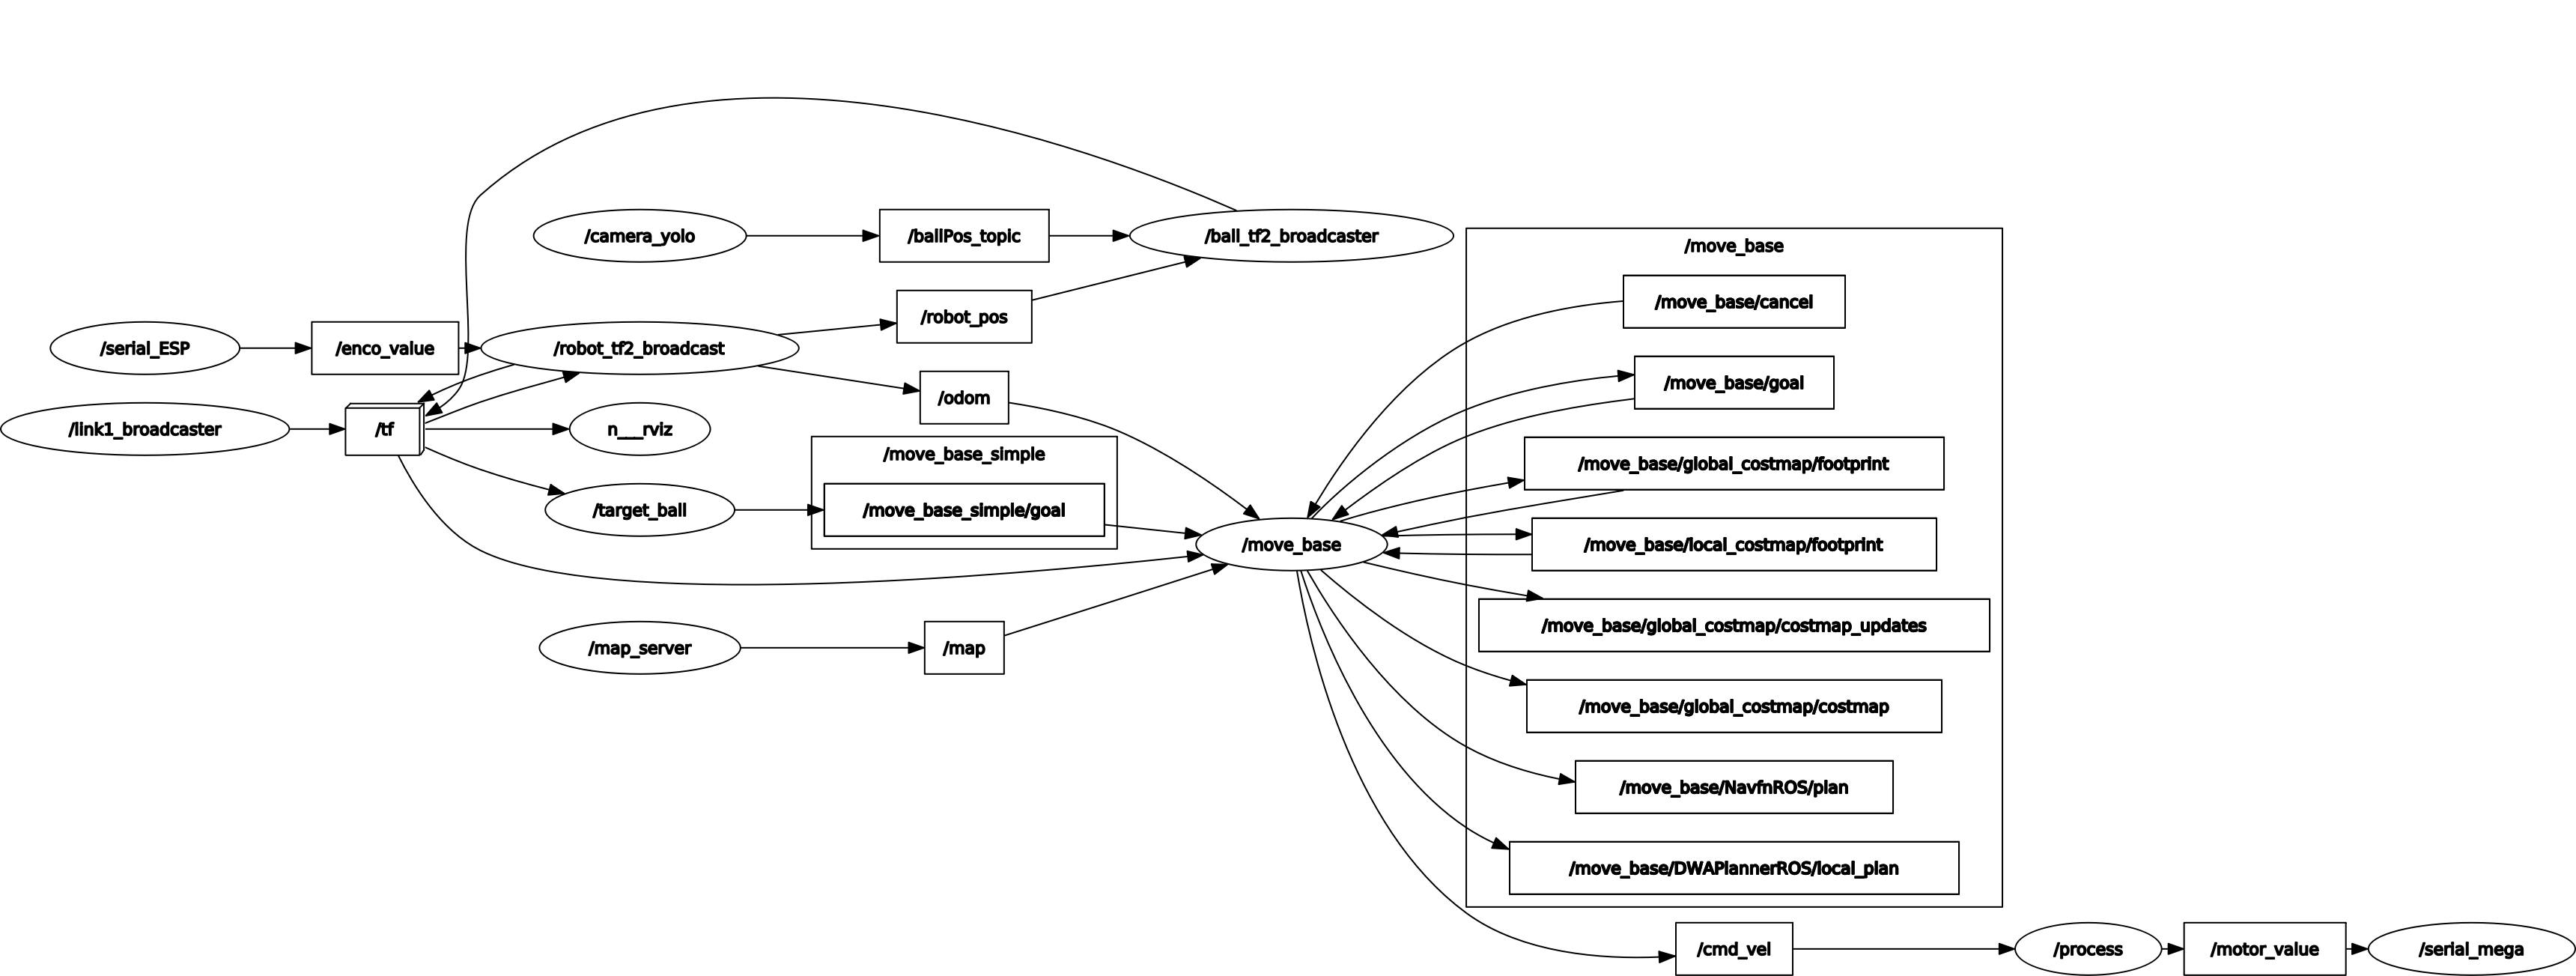 /camera_yolo
/ballPos_topic
/ball_tf2_broadcaster
/move_base
/move_base/cancel
/robot_pos
/serial_ESP
/enco_value
/robot_tf2_broadcast
/move_base/goal
/odom
/link1_broadcaster
/tf
n___rviz
/move_base_simple
/move_base/global_costmap/footprint
/target_ball
/move_base_simple/goal
/move_base
/move_base/local_costmap/footprint
/move_base/global_costmap/costmap_updates
/map_server
/map
/move_base/global_costmap/costmap
/move_base/NavfnROS/plan
/move_base/DWAPlannerROS/local_plan
/cmd_vel
/process
/motor_value
/serial_mega